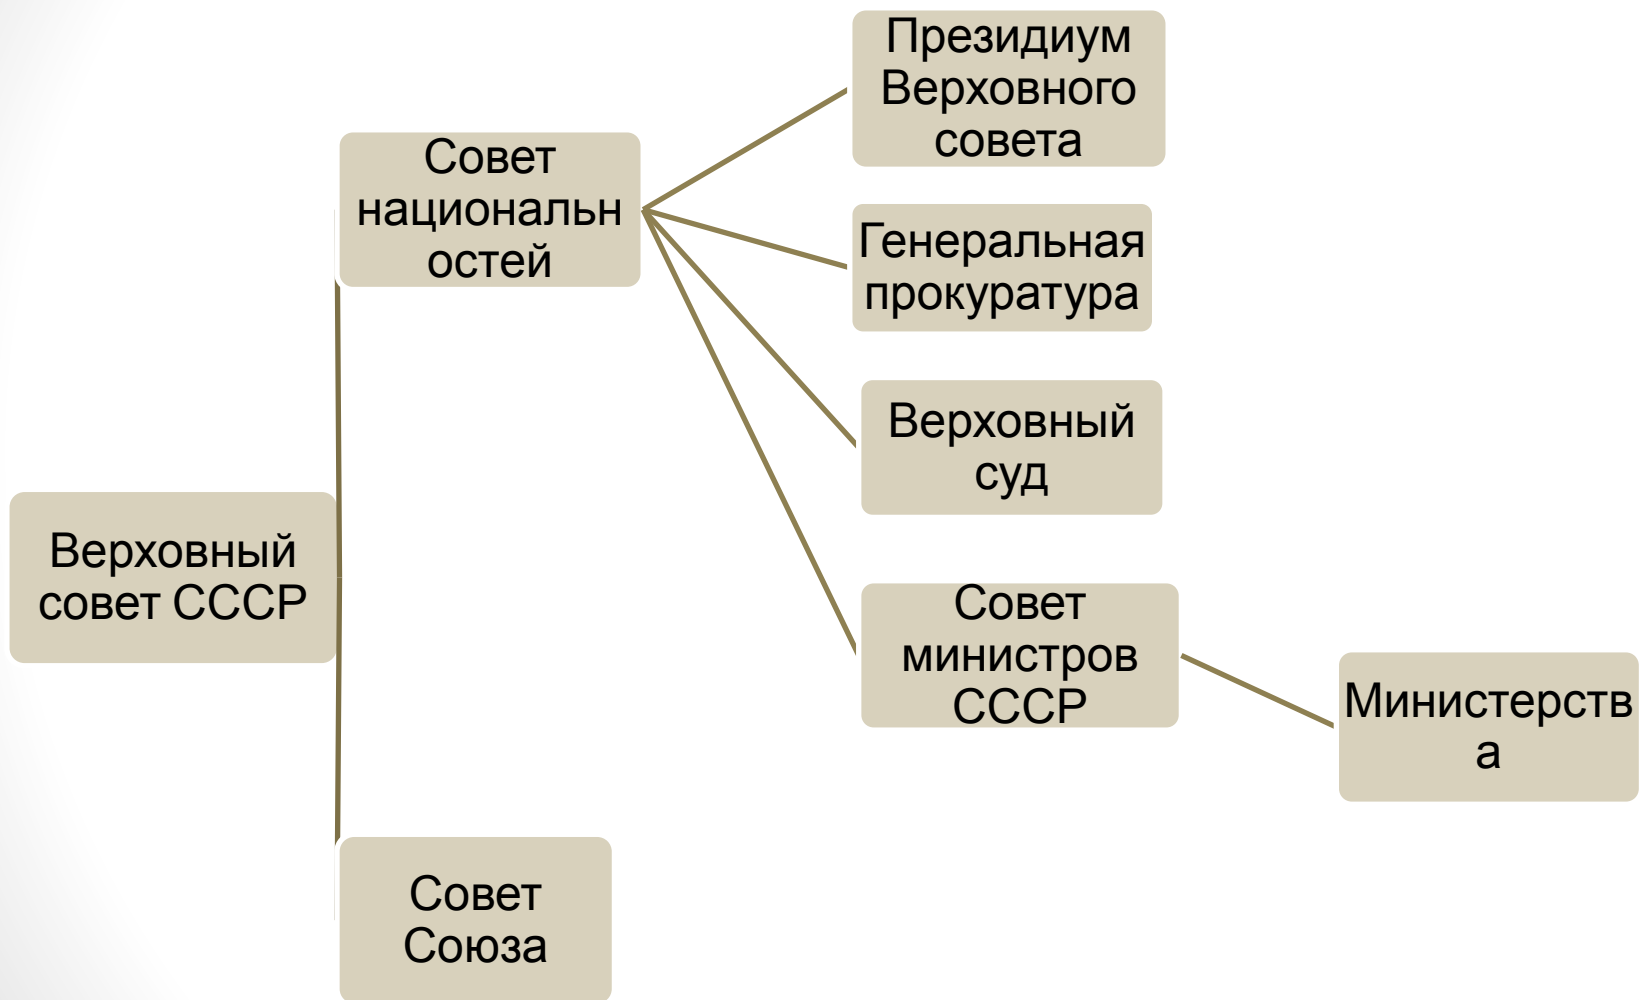 Президиум
Верховного
совета
Совет
национальн
остей
Генеральная
прокуратура
Верховный
суд
Верховный
совет СССР
Совет
министров
СССР
Министерств
а
Совет
Союза